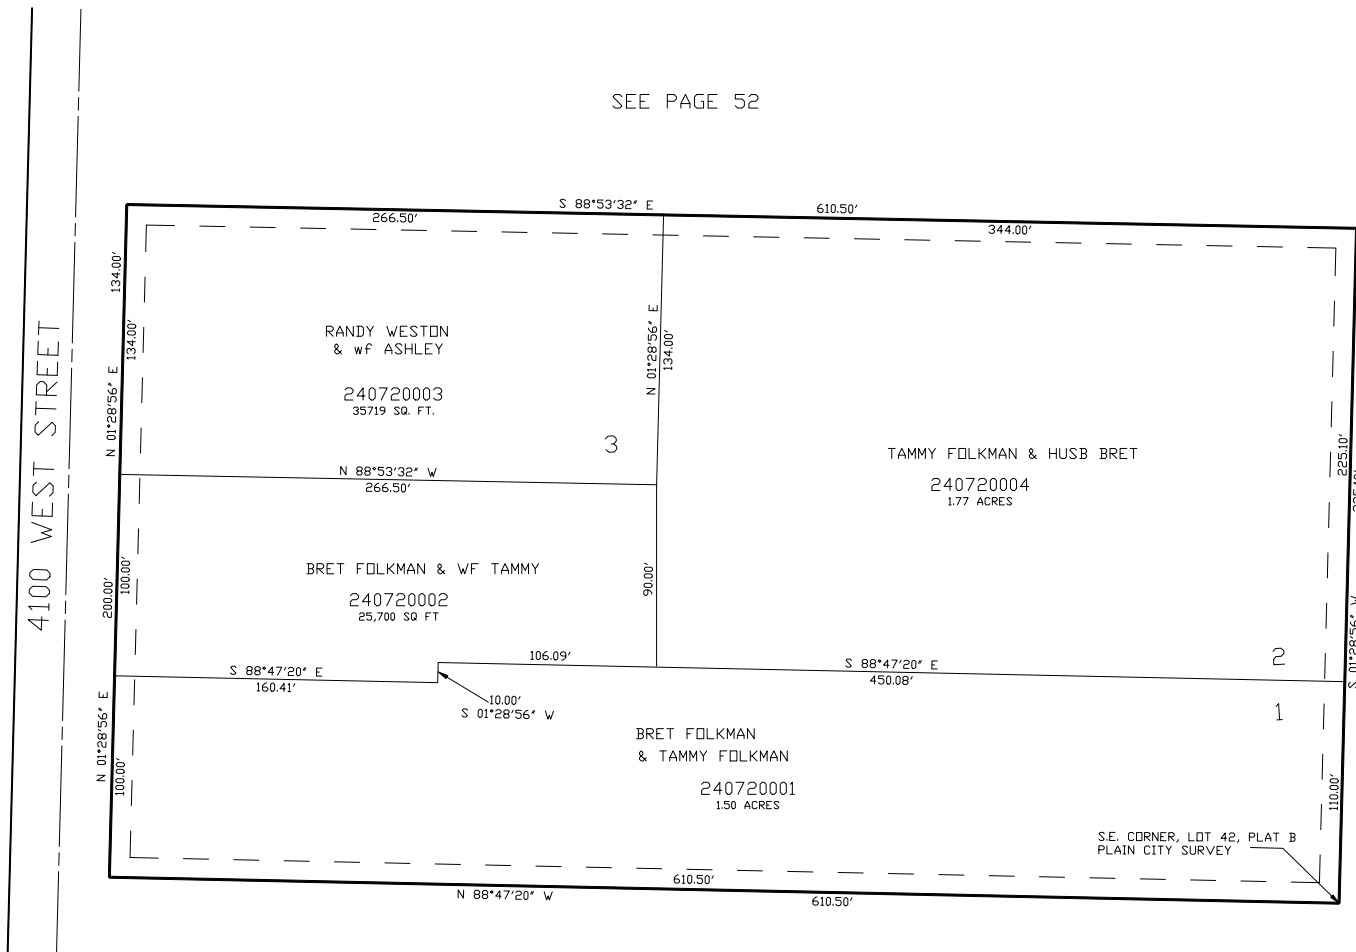 SEE PAGE 52
S 88°53'32" E
610.50'
266.50'
344.00'
134.00'
134.00'
N 01°28'56" E
RANDY WESTON
& wf ASHLEY
240720003
35719 SQ. FT.
3
N 01°28'56" E
134.00'
4100 WEST STREET
TAMMY FOLKMAN & HUSB BRET
240720004
1.77 ACRES
225.10'
N 88°53'32" W
266.50'
BRET FOLKMAN & WF TAMMY
240720002
25,700 SQ FT
200.00'
100.00'
90.00'
S 88°47'20" E
160.41'
106.09'
S 88°47'20" E
450.08'
2
S 01°28'56" W
10.00'
S 01°28'56" W
1
N 01°28'56" E
100.00'
BRET FOLKMAN
& TAMMY FOLKMAN
240720001
1.50 ACRES
110.00'
S.E. CORNER, LOT 42, PLAT B
PLAIN CITY SURVEY
610.50'
N 88°47'20" W
610.50'